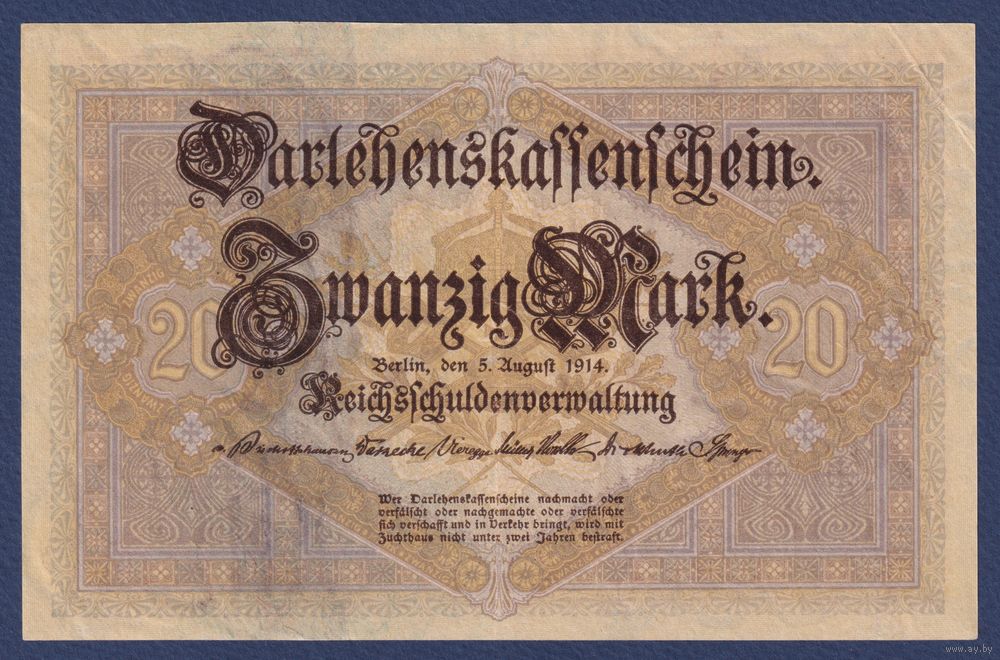 Darlehenskassenschein.
Zwanzig Mark.
20
20
Berlin, den 5. August 1914.
Reichsschuldenverwaltung
Wer Darlehenskassenscheine nachmacht oder
verfälscht oder nachgemachte oder verfälschte
sich verschafft und in Verkehr bringt, wird mit
Zuchthaus nicht unter zwei Jahren bestraft.
www.ay.by